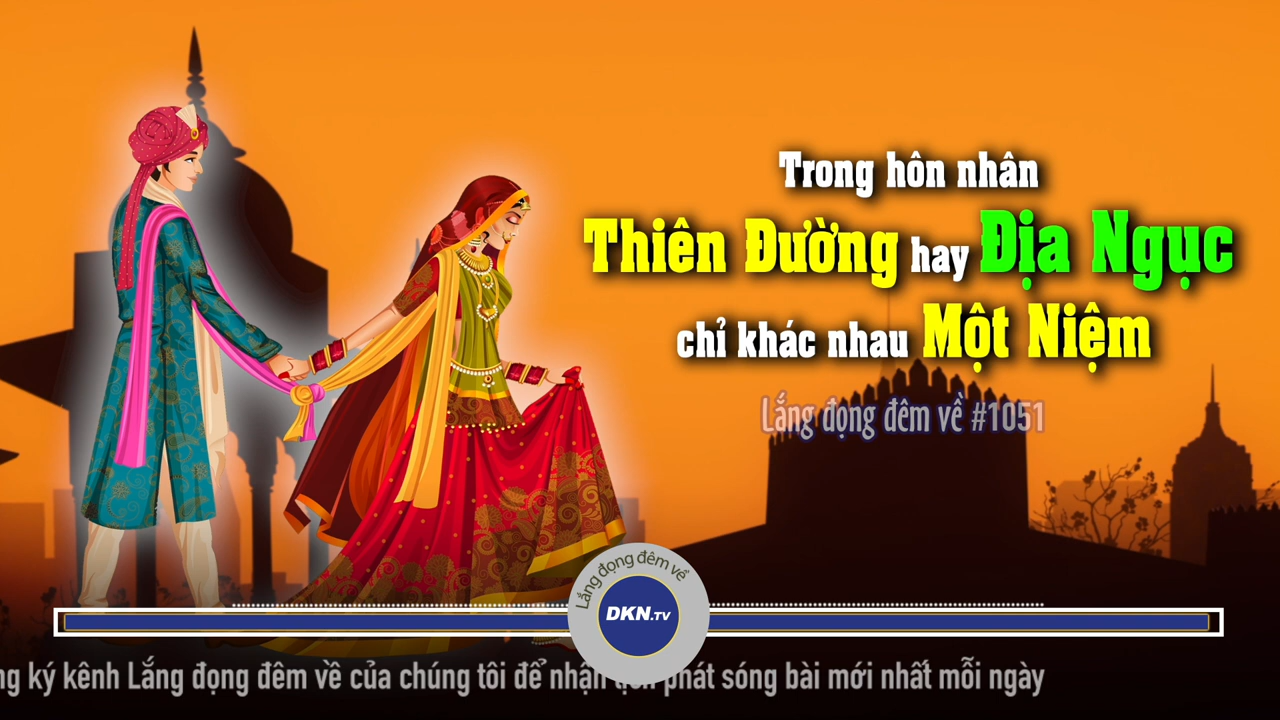 Trong hôn nhân
Thiên Đường hay Địa Ngục
chỉ khác nhau Một Niệm
Lắng đọng đêm về #1051
Lắng đọng đêm về
DKN.TV
ký kênh Lắng đọng đêm về của chúng tôi để nhận phát sóng bài mới nhất mỗi ngày